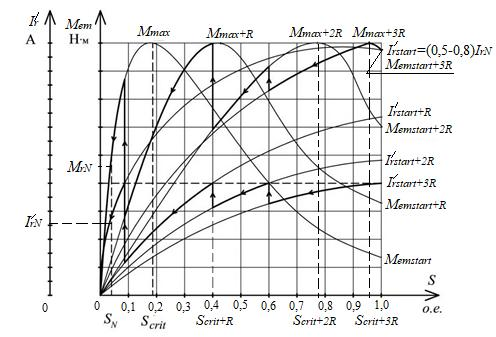 I'r Mem Mmax Mmax+R Mmax+2R Mmax+3R
A Н·м I'rstart=(0,5-0,8)IrN
Memstart+3R
I'rstart+R
Memstart+2R
I'rstart+2R
MrN
I'rstart+3R
Memstart+R
I'rN
Memstart
S
0 0 0,1 0,2 0,3 0,4 0,5 0,6 0,7 0,8 0,9 1,0 о.е.
SN Scrit Scrit+R Scrit+2R Scrit+3R